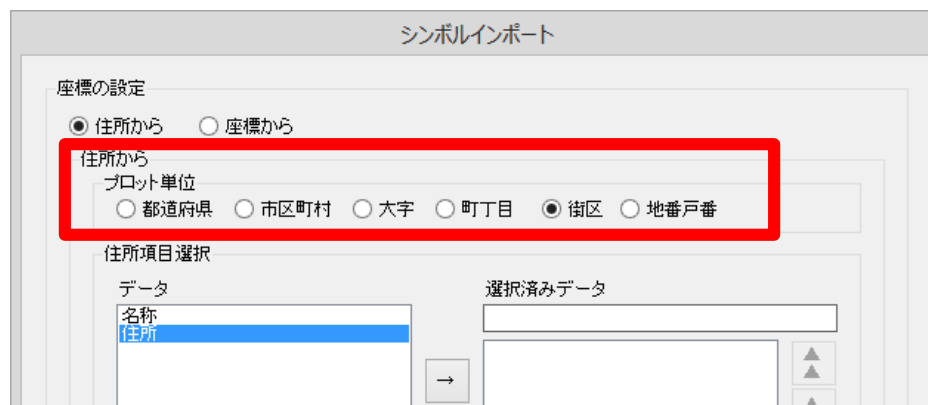 シンボルインポート
座標の設定
住所から 座標から
住所から
プロット単位
都道府県 市区町村 大字 町丁目 街区 地番戸番
住所項目選択
データ 選択済みデータ
名称
住所
→